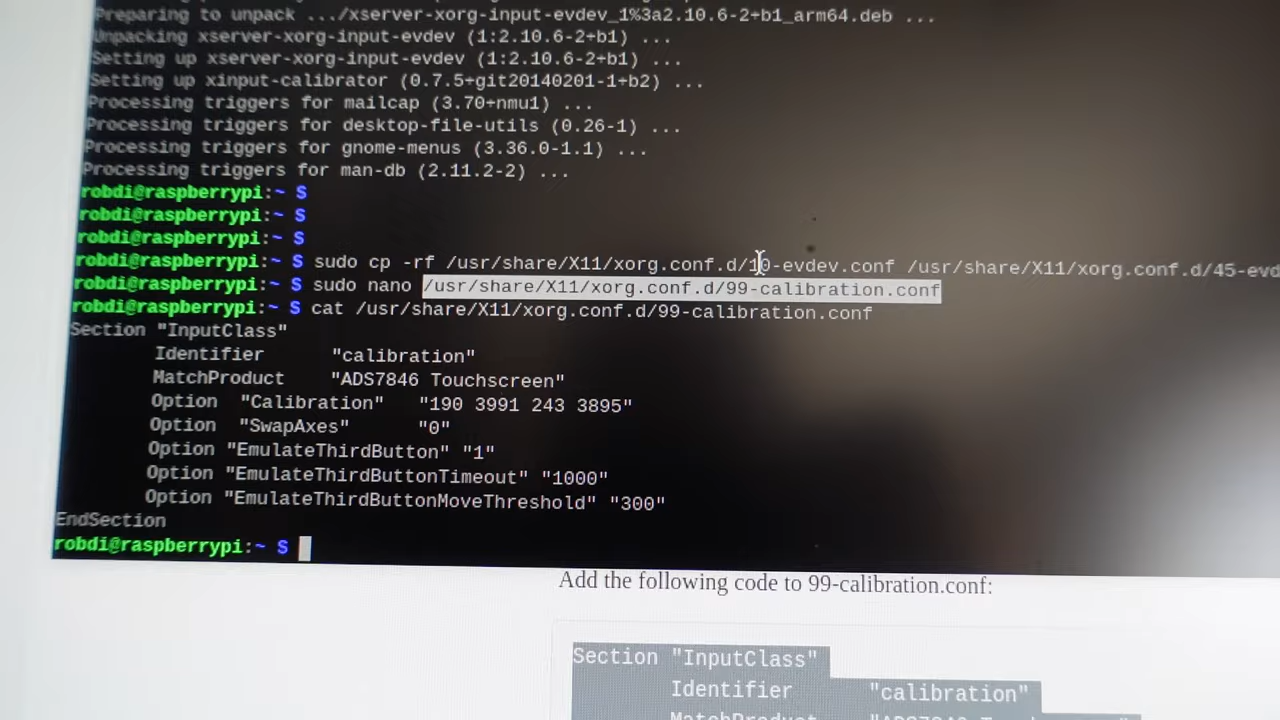 Preparing to unpack .../xserver-xorg-input-evdev_1%3a2.10.6-2+b1_arm64.deb ...
Unpacking xserver-xorg-input-evdev (1:2.10.6-2+b1) ...
Setting up xserver-xorg-input-evdev (1:2.10.6-2+b1) ...
Setting up xinput-calibrator (0.7.5+git20140201-1+b2) ...
Processing triggers for mailcap (3.70+nmu1) ...
Processing triggers for desktop-file-utils (0.26-1) ...
Processing triggers for gnome-menus (3.36.0-1.1) ...
Processing triggers for man-db (2.11.2-2) ...
robdi@raspberrypi:~ $
robdi@raspberrypi:~ $
robdi@raspberrypi:~ $
robdi@raspberrypi:~ $ sudo cp -rf /usr/share/X11/xorg.conf.d/10-evdev.conf /usr/share/X11/xorg.conf.d/45-evd
robdi@raspberrypi:~ $ sudo nano /usr/share/X11/xorg.conf.d/99-calibration.conf
robdi@raspberrypi:~ $ cat /usr/share/X11/xorg.conf.d/99-calibration.conf
Section "InputClass"
Identifier "calibration"
MatchProduct "ADS7846 Touchscreen"
Option "Calibration" "190 3991 243 3895"
Option "SwapAxes" "0"
Option "EmulateThirdButton" "1"
Option "EmulateThirdButtonTimeout" "1000"
Option "EmulateThirdButtonMoveThreshold" "300"
EndSection
robdi@raspberrypi:~ $
Add the following code to 99-calibration.conf:
Section "InputClass"
Identifier "calibration"
MatchProduct "ADS7846